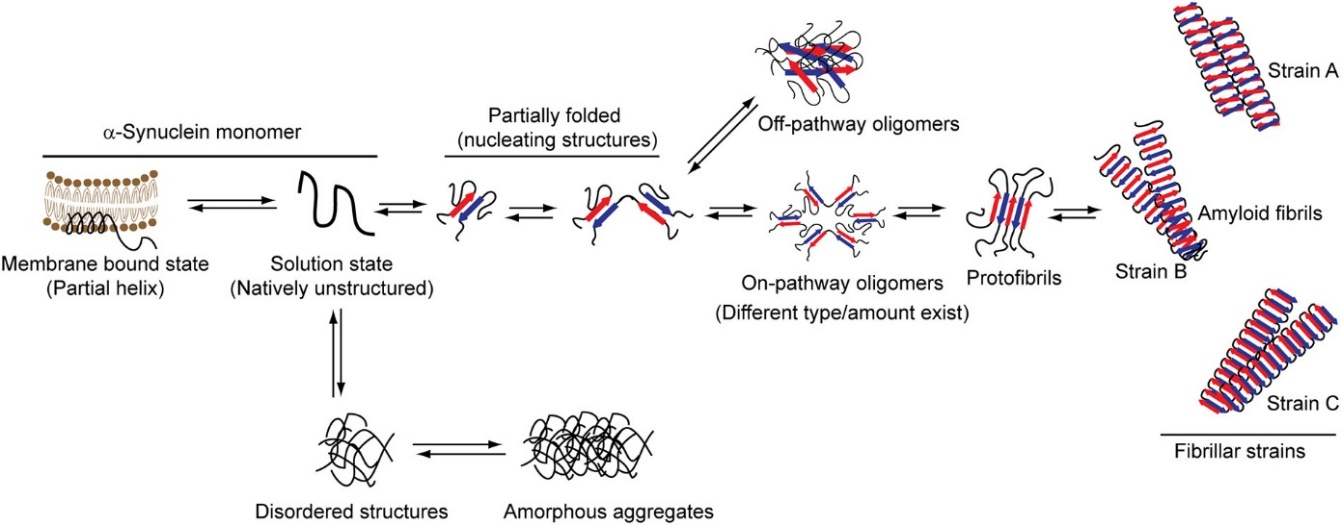 α-Synuclein monomer
Membrane bound state
(Partial helix)
Solution state
(Natively unstructured)
Partially folded
(nucleating structures)
Off-pathway oligomers
On-pathway oligomers
(Different type/amount exist)
Protofibrils
Strain A
Amyloid fibrils
Strain B
Strain C
Fibrillar strains
Disordered structures
Amorphous aggregates